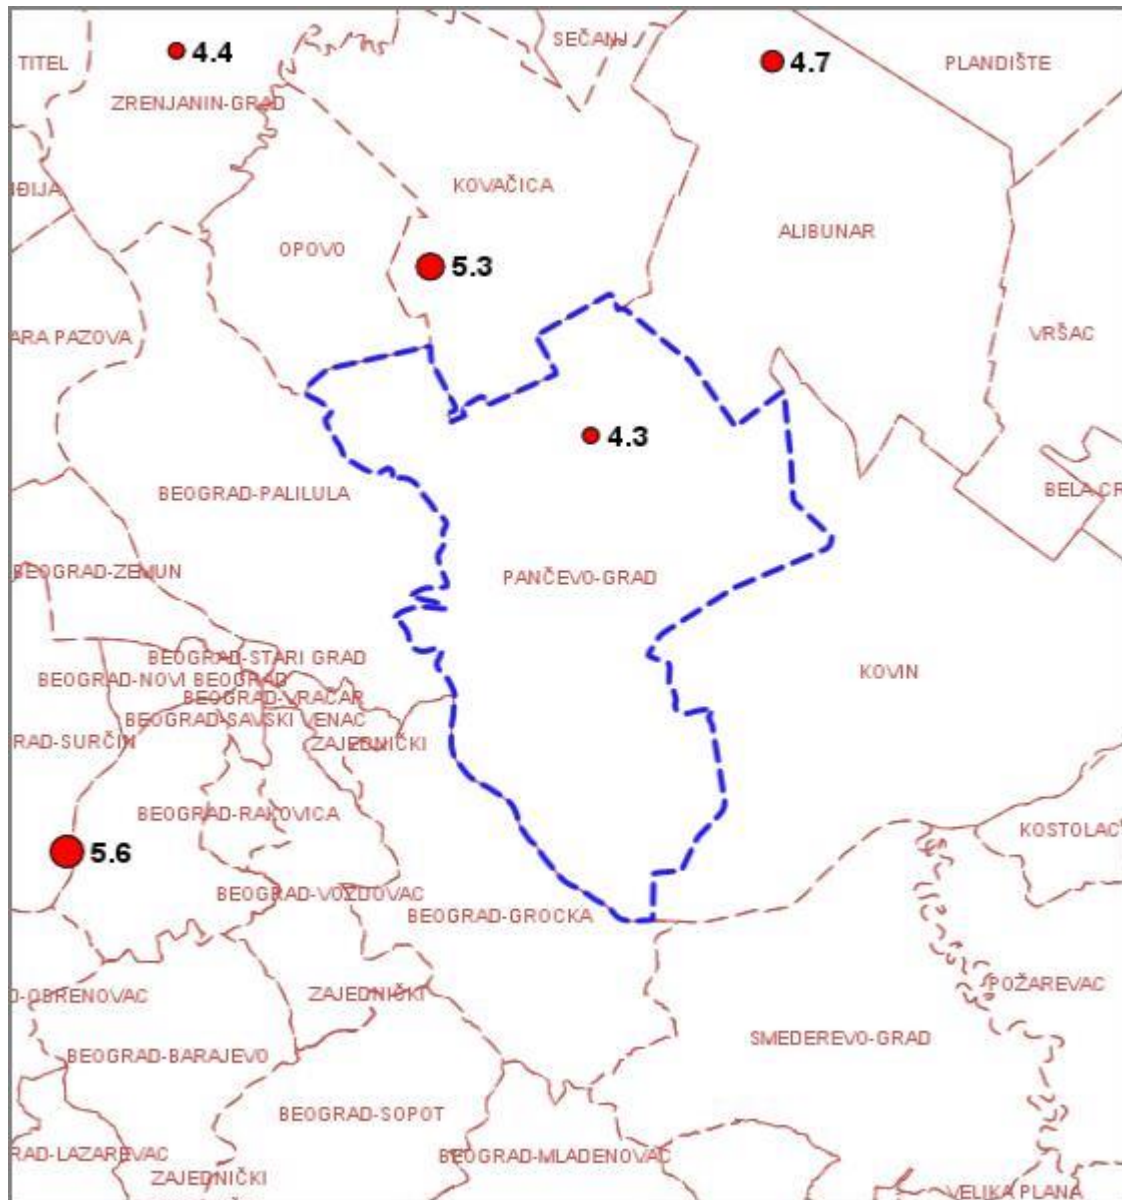 SEČANJ
4.4
4.7
TITEL
PLANDIŠTE
ZRENJANIN-GRAD
KOVAČICA
IĐIJA
ALIBUNAR
OPOVO
5.3
ARA PAZOVA
VRŠAC
4.3
BEOGRAD-PALILULA
BELA CR
BEOGRAD-ZEMUN
PANČEVO-GRAD
BEOGRAD-STARI GRAD
KOVIN
BEOGRAD-NOVI BEOGRAD
BEOGRAD-VRAČAR
BEOGRAD-SAVSKI VENAC
RAD-SURČIN
ZAJEDNIČKI
BEOGRAD-RAKOVICA
KOSTOLAC
5.6
BEOGRAD-VOZDOVAC
BEOGRAD-GROCKA
POŽAREVAC
D-OBRENOVAC
ZAJEDNIČKI
SMEDEREVO-GRAD
BEOGRAD-BARAJEVO
BEOGRAD-SOPOT
RAD-LAZAREVAC
BEOGRAD-MLADENOVAC
ZAJEDNIČKI
VELIKA PLANA